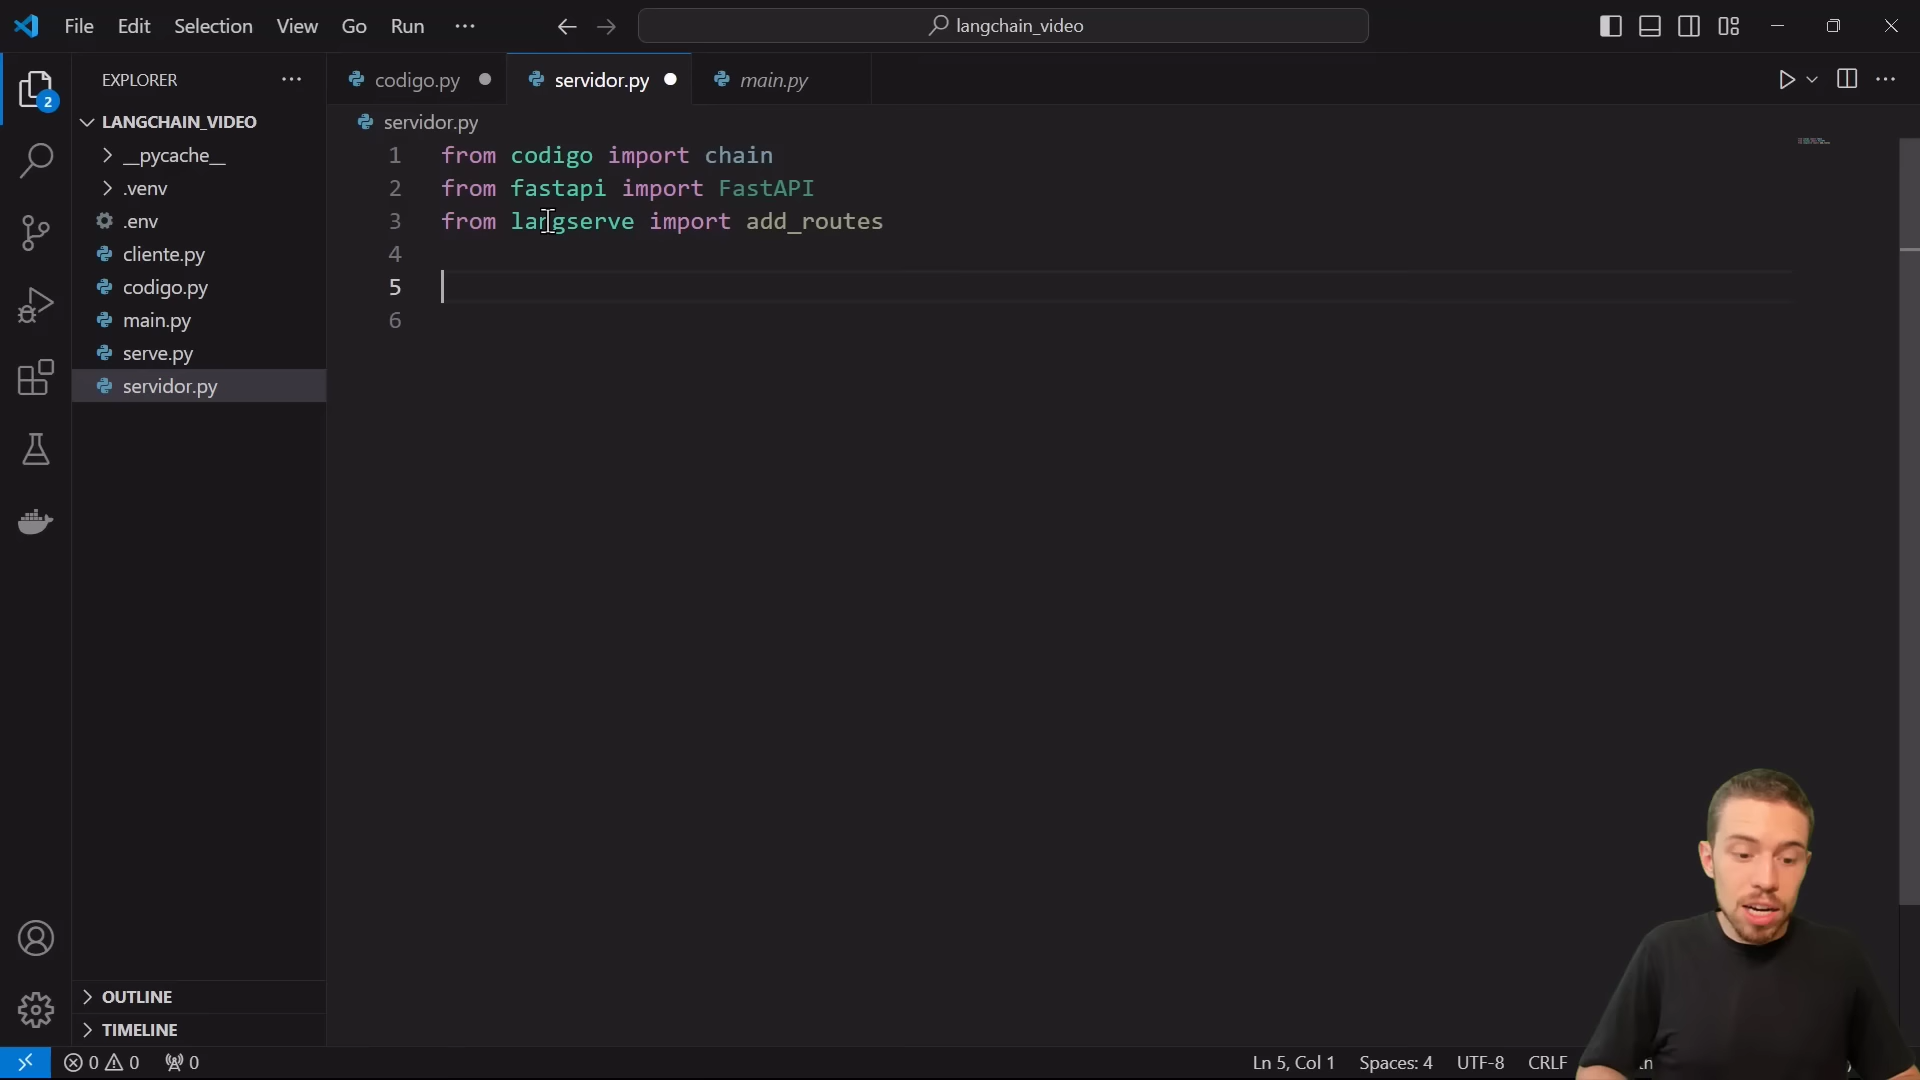 File Edit Selection View Go Run ···
langchain_video
EXPLORER ···
codigo.py
servidor.py
main.py
2
LANGCHAIN_VIDEO
__pycache__
.venv
.env
cliente.py
codigo.py
main.py
serve.py
servidor.py
servidor.py
1 from codigo import chain
2 from fastapi import FastAPI
3 from langserve import add_routes
4
5
6
OUTLINE
TIMELINE
0 0 0
Ln 5, Col 1 Spaces: 4 UTF-8 CRLF